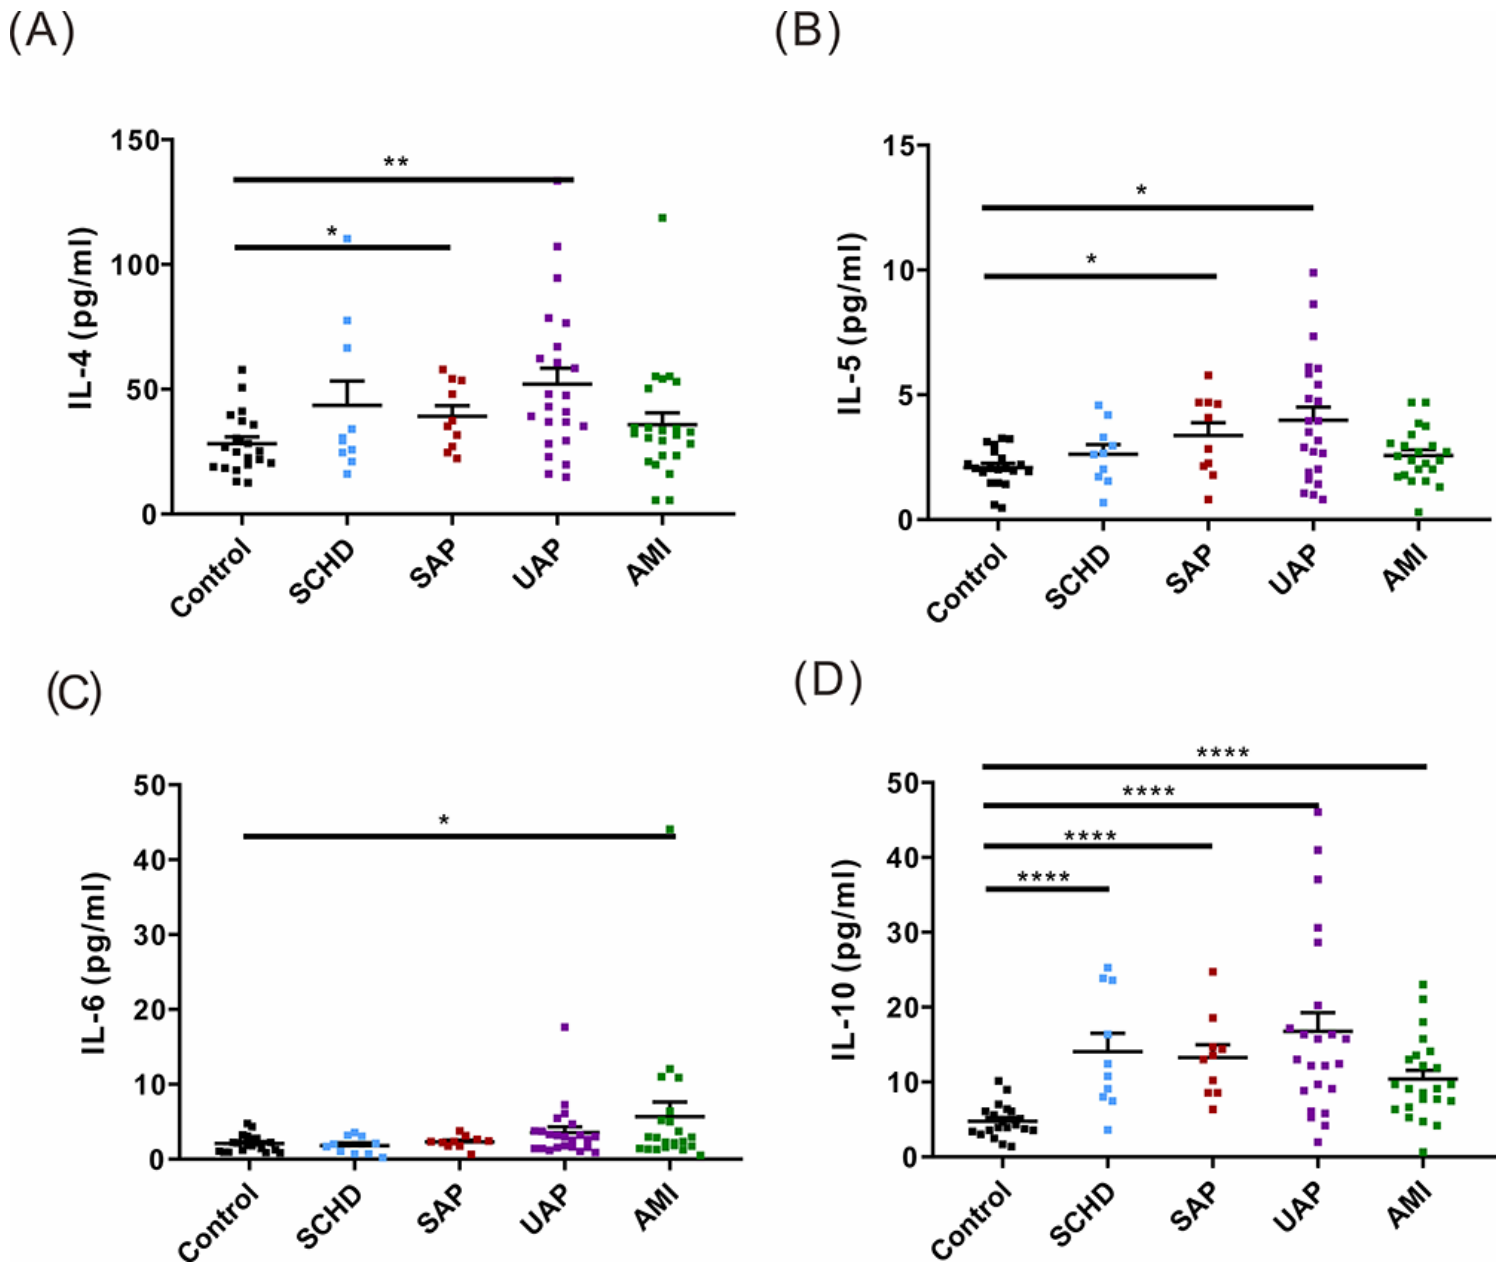 (A)
150
100
50
0
IL-4 (pg/ml)
**
*
Control
SCHD
SAP
UAP
AMI
(B)
15
10
5
0
IL-5 (pg/ml)
*
*
Control
SCHD
SAP
UAP
AMI
(C)
50
40
30
20
10
0
IL-6 (pg/ml)
*
Control
SCHD
SAP
UAP
AMI
(D)
50
40
30
20
10
0
IL-10 (pg/ml)
****
****
****
****
Control
SCHD
SAP
UAP
AMI